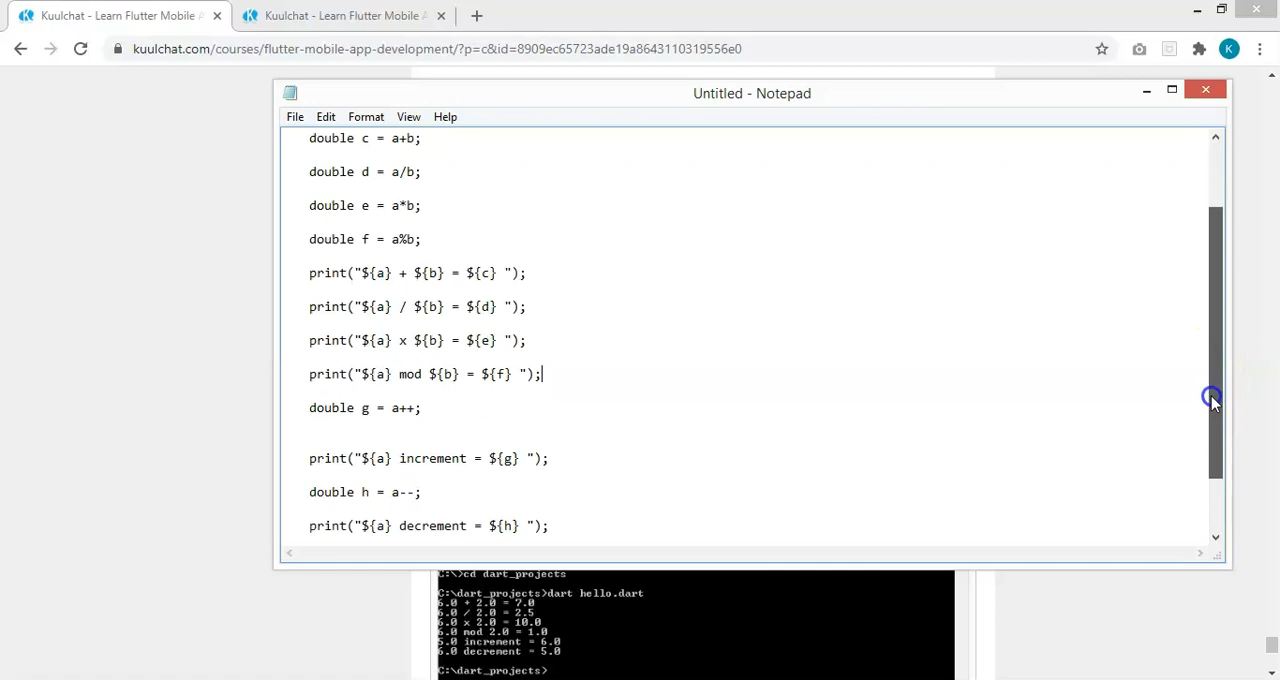 Kuulchat - Learn Flutter Mobile A
Kuulchat - Learn Flutter Mobile A
kuulchat.com/courses/flutter-mobile-app-development/?p=c&id=8909ec65723ade19a8643110319556e0
K
Untitled - Notepad
File Edit Format View Help
double c = a+b;
double d = a/b;
double e = a*b;
double f = a%b;
print("${a} + ${b} = ${c} ");
print("${a} / ${b} = ${d} ");
print("${a} x ${b} = ${e} ");
print("${a} mod ${b} = ${f} ");
double g = a++;
print("${a} increment = ${g} ");
double h = a--;
print("${a} decrement = ${h} ");
C:\>cd dart_projects
C:\dart_projects>dart hello.dart
6.0 + 2.0 = 7.0
6.0 / 2.0 = 2.5
6.0 x 2.0 = 10.0
6.0 mod 2.0 = 1.0
5.0 increment = 6.0
6.0 decrement = 5.0
C:\dart_projects>